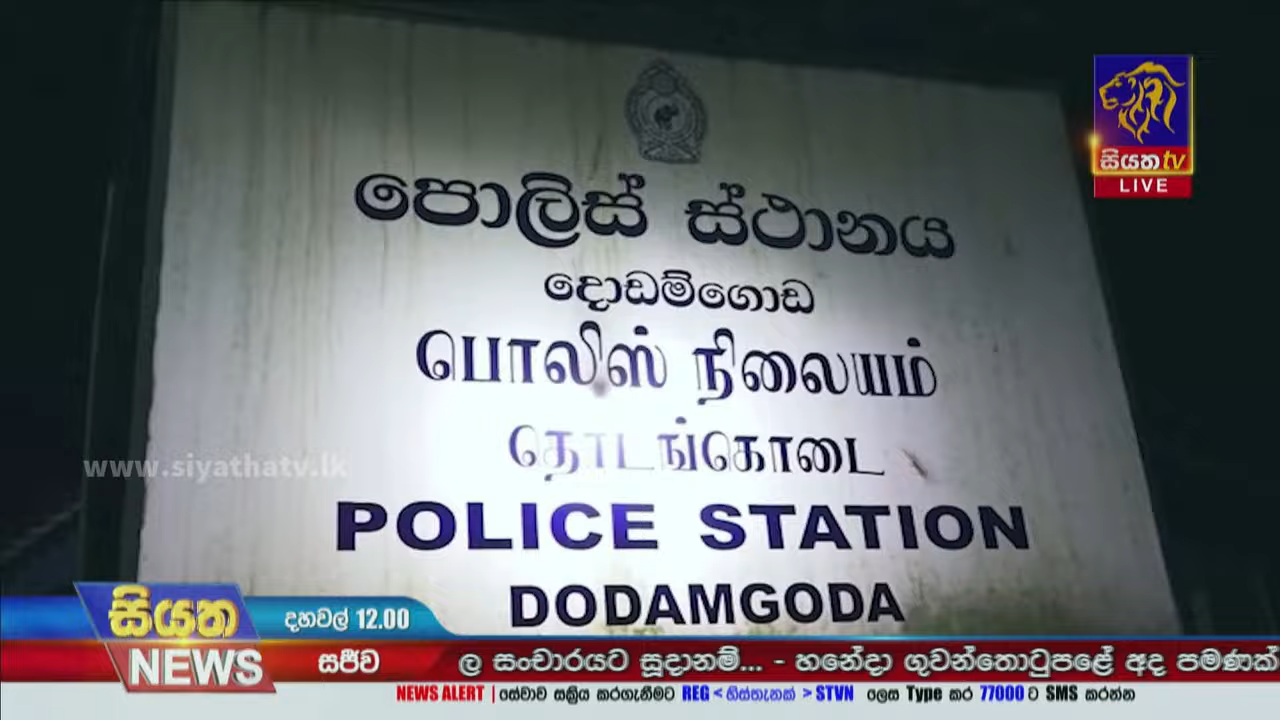 සියත tv
LIVE
පොලිස් ස්ථානය
දොඩම්ගොඩ
பொலிஸ் நிலையம்
தொடங்கொடை
www.siyathatv.lk
POLICE STATION
DODAMGODA
සියත
NEWS
දහවල් 12.00
සජීව
ල සංචාරයට සූදානම්... - හනේදා ගුවන්තොටුපළේ අද පමණක්
NEWS ALERT | සේවාව සක්‍රිය කරගැනීමට REG < හිස්තැනක් > STVN ලෙස Type කර 77000 ට SMS කරන්න